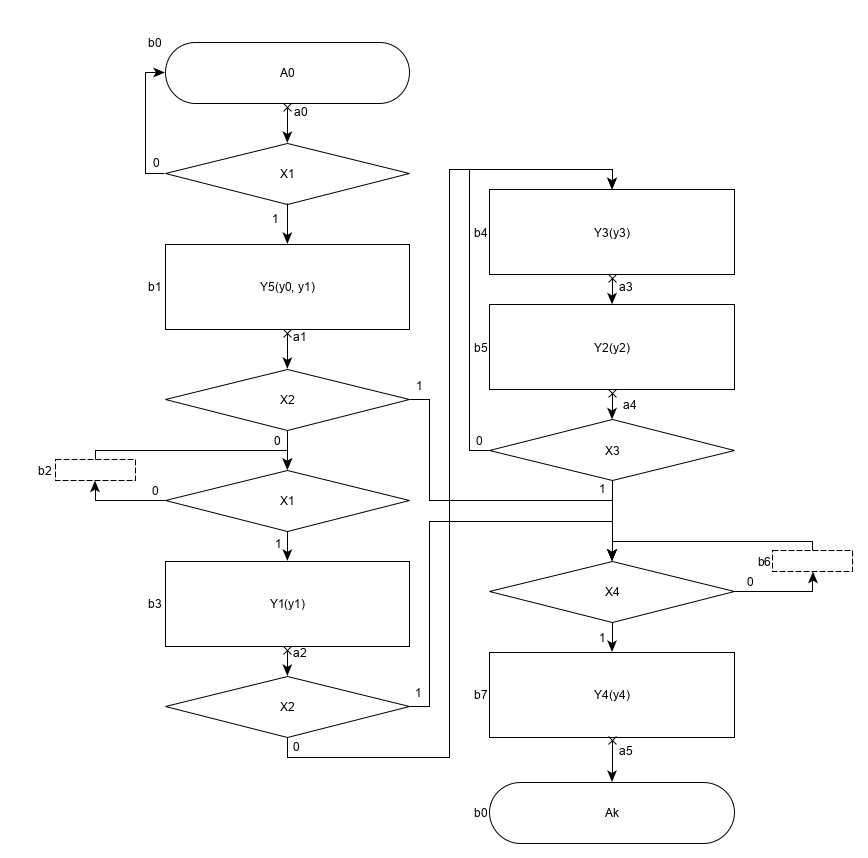 b0
A0
a0
0
X1
1
b1
Y5(y0, y1)
a1
X2
1
0
b2
0
X1
1
b3
Y1(y1)
a2
X2
1
0
b4
Y3(y3)
a3
b5
Y2(y2)
a4
0
X3
1
b6
X4
0
1
b7
Y4(y4)
a5
b0
Ak